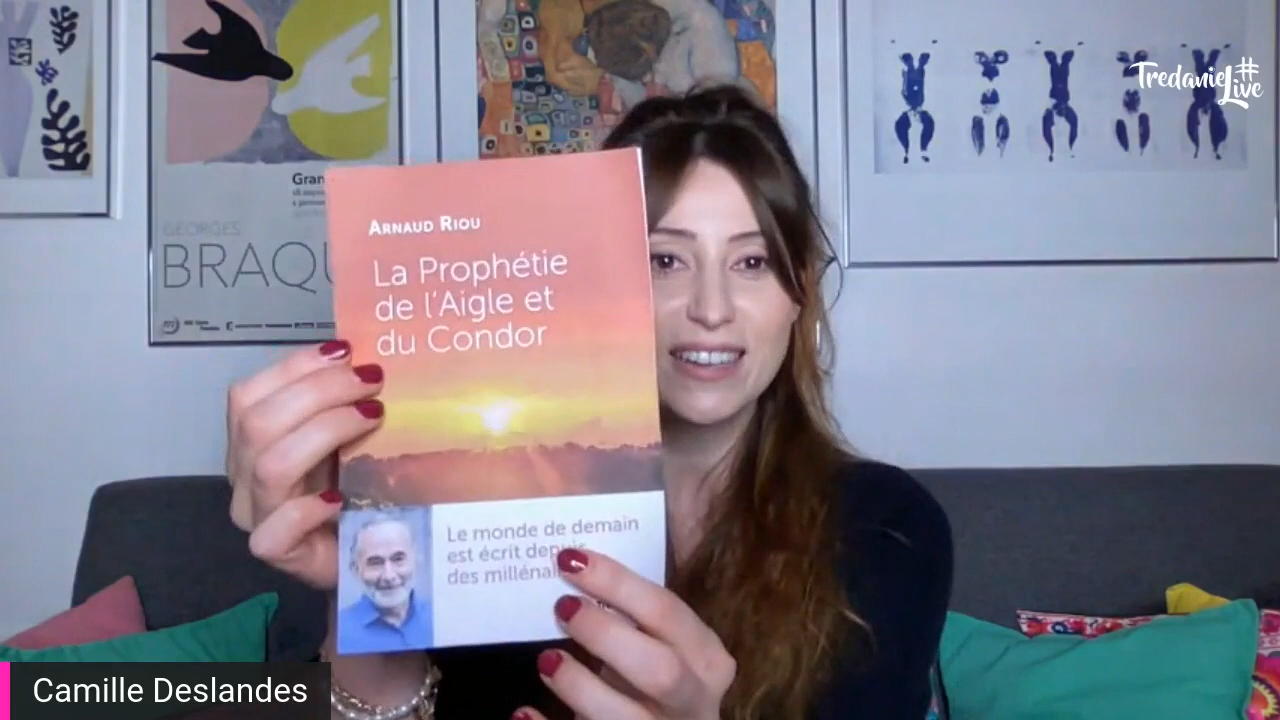 #
Tredaniel
Live
Gran
GEORGES
BRAQU
ARNAUD RIOU
La Prophétie
de l'Aigle et
du Condor
Le monde de demain
est écrit depuis
des millénai
Camille Deslandes